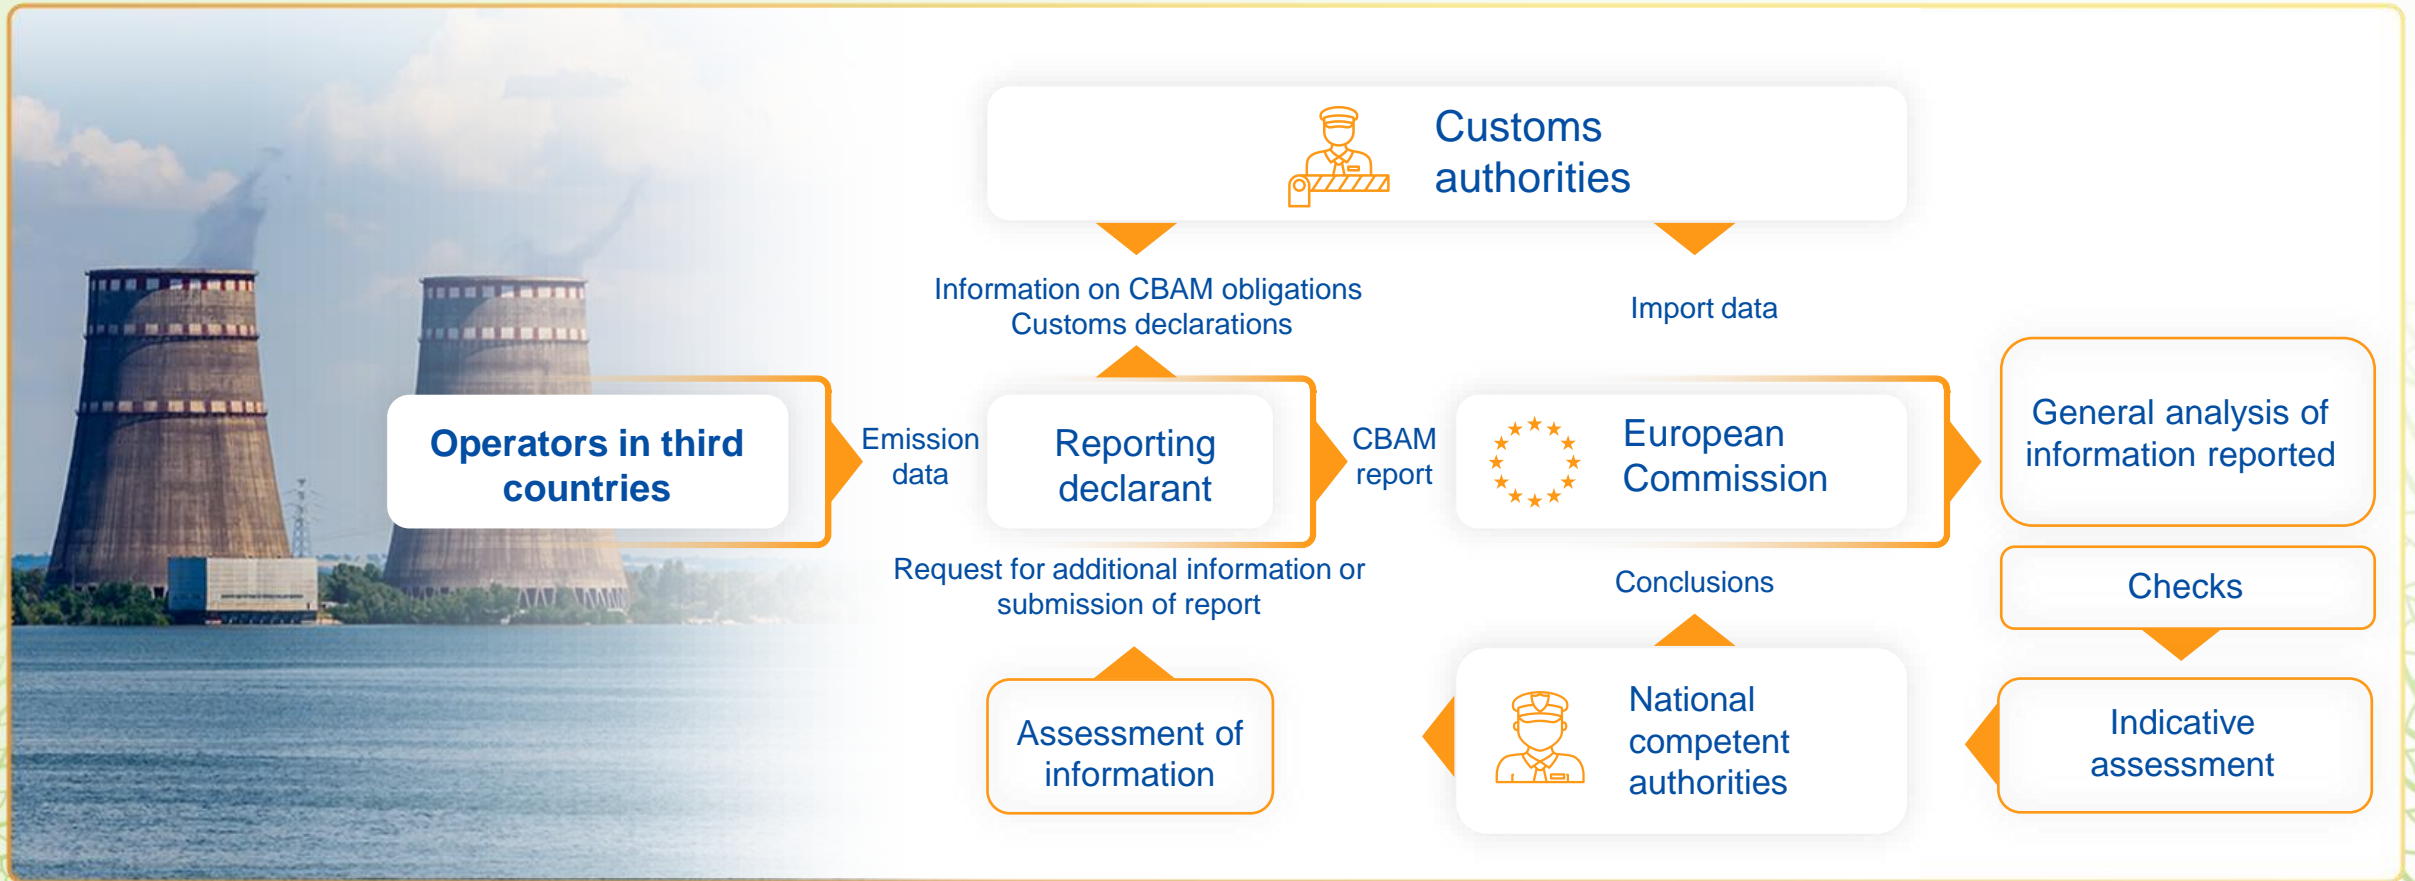 Customs
authorities
Information on CBAM obligations
Customs declarations
Import data
Operators in third
countries
Emission
data
Reporting
declarant
CBAM
report
European
Commission
General analysis of
information reported
Request for additional information or
submission of report
Conclusions
Checks
Assessment of
information
National
competent
authorities
Indicative
assessment